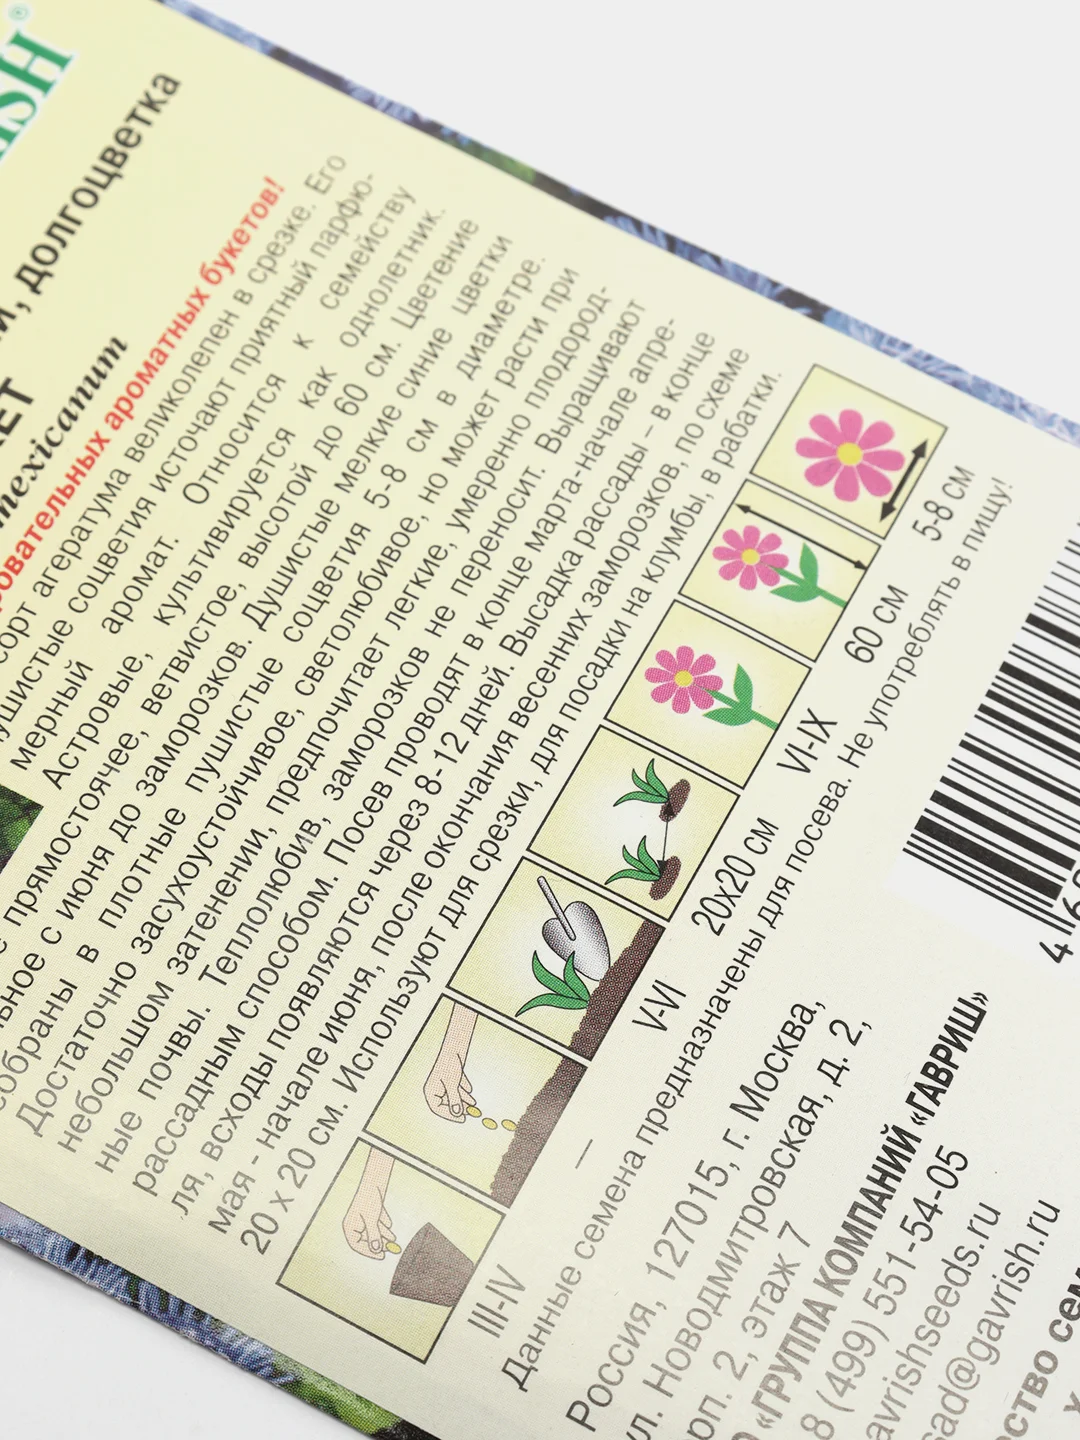 ISH®
, долгоцветка
КЕТ
mexicanum
ровательных ароматных букетов!
сорт агератума великолепен в срезке. Его
пушистые соцветия источают приятный парфю-
мерный аромат. Относится к семейству
Астровые, культивируется как однолетник.
прямостоячее, ветвистое, высотой до 60 см. Цветение
с июня до заморозков. Душистые мелкие синие цветки
собраны в плотные пушистые соцветия 5-8 см в диаметре.
Достаточно засухоустойчивое, светолюбивое, но может расти при
небольшом затенении, предпочитает легкие, умеренно плодород-
ные почвы. Теплолюбив, заморозков не переносит. Выращивают
рассадным способом. Посев проводят в конце марта-начале апре-
ля, всходы появляются через 8-12 дней. Высадка рассады – в конце
мая - начале июня, после окончания весенних заморозков, по схеме
20 х 20 см. Используют для срезки, для посадки на клумбы, в рабатки.
III-IV — V-VI 20x20 см VI-IX 60 см 5-8 см
Данные семена предназначены для посева. Не употреблять в пищу!
Россия, 127015, г. Москва,
ул. Новодмитровская, д. 2,
2, этаж 7
«ГРУППА КОМПАНИЙ «ГАВРИШ»
8 (499) 551-54-05
avrishseeds.ru
sad@gavrish.ru
4